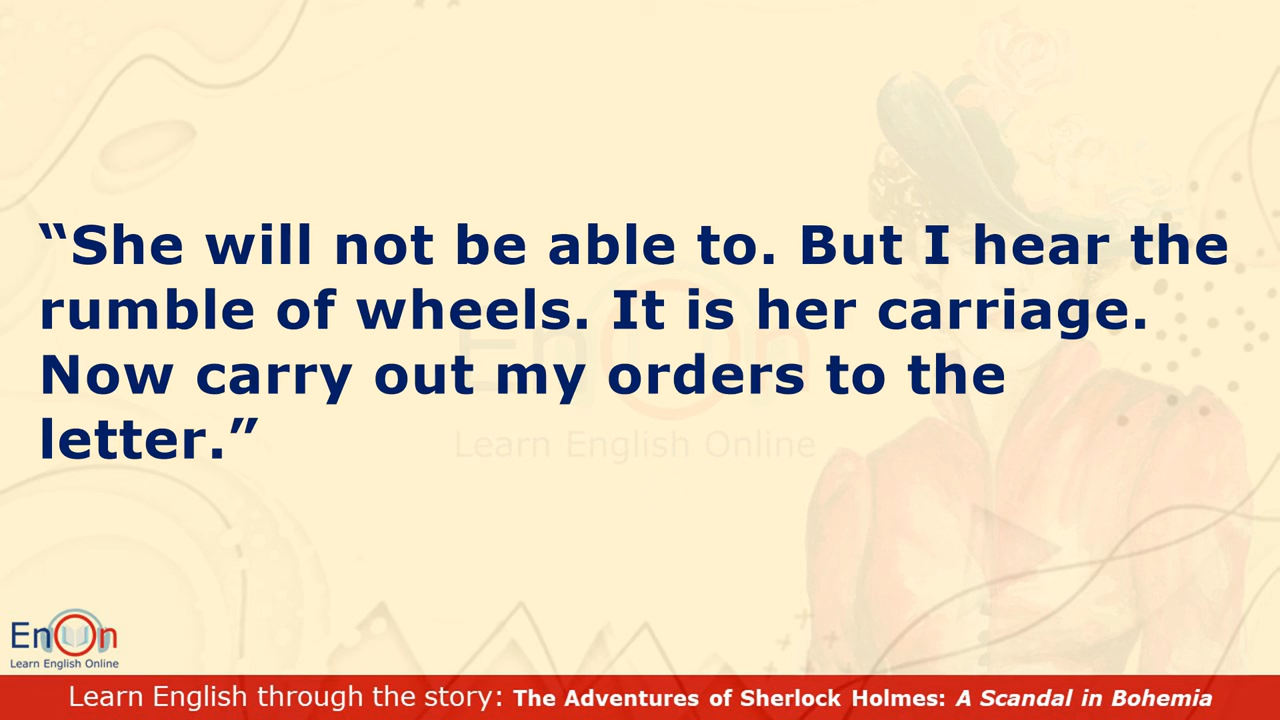 “She will not be able to. But I hear the
rumble of wheels. It is her carriage.
Now carry out my orders to the
letter.”
EnOn
Learn English Online
EnOn
Learn English Online
Learn English through the story: The Adventures of Sherlock Holmes: A Scandal in Bohemia